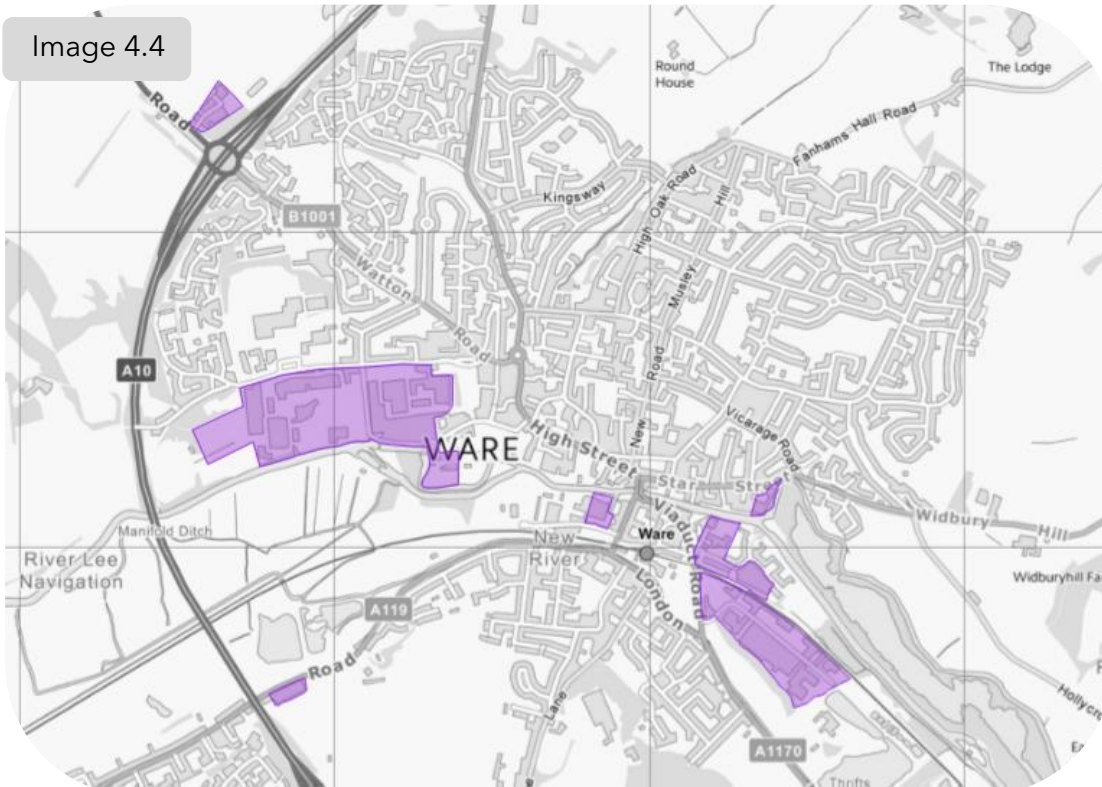 Image 4.4
Round
House
The Lodge
Road
Fanhams Hall Road
Kingsway
High Oak Road
Hill
B1001
Musley
Watton
Road
A10
Road
Vicarage Road
New
High Street
WARE
Star Street
Widbury Hill
Manifold Ditch
Viaduct Road
New
River
Ware
River Lee
Navigation
London
Widburyhill Fa
A119
Road
Lane
Hollycro
A1170
Thrifts